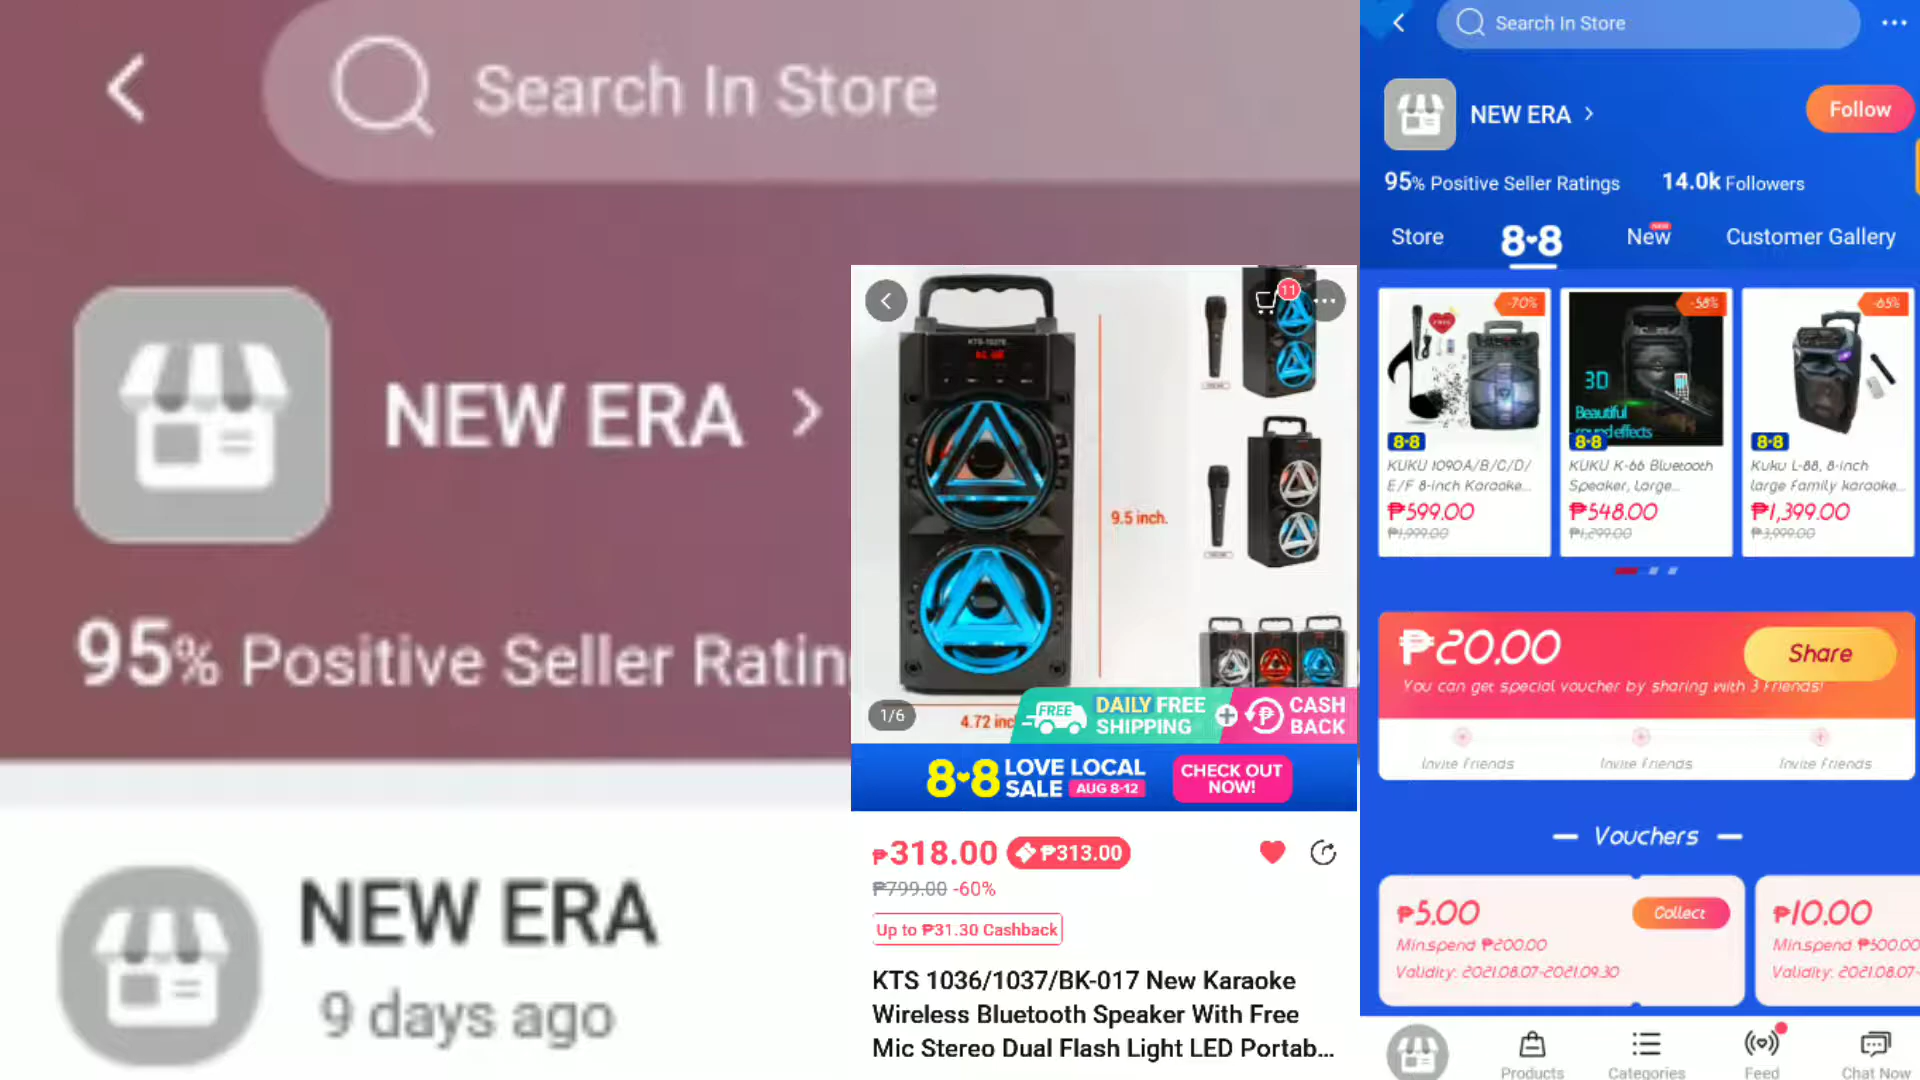 Search In Store
NEW ERA
95% Positive Seller Ratin
NEW ERA
9 days ago
11
9.5 inch.
1/6
4.72 inc
FREE
DAILY FREE SHIPPING
CASH BACK
8.8 LOVE LOCAL SALE AUG 8-12
CHECK OUT NOW!
₱318.00 ₱313.00
₱799.00 -60%
Up to ₱31.30 Cashback
KTS 1036/1037/BK-017 New Karaoke
Wireless Bluetooth Speaker With Free
Mic Stereo Dual Flash Light LED Portab...
Search In Store
NEW ERA
Follow
95% Positive Seller Ratings 14.0k Followers
Store 8.8 New Customer Gallery
-70%
8.8
KUKU 1090A/B/C/D/
E/F 8-inch Karaoke...
₱599.00
₱1,999.00
-58%
3D
Beautiful
sound effects
8.8
KUKU K-66 Bluetooth
Speaker, Large...
₱548.00
₱1,299.00
-65%
8.8
Kuku L-88, 8-inch
large Family karaoke...
₱1,399.00
₱3,999.00
₱20.00
Share
You can get special voucher by sharing with 3 friends!
Invite Friends Invite Friends Invite Friends
Vouchers
₱5.00
Collect
Min.spend ₱200.00
Validity: 2021.08.07-2021.09.30
₱10.00
Min.spend ₱500.00
Validity: 2021.08.07-
Products Categories Feed Chat Now